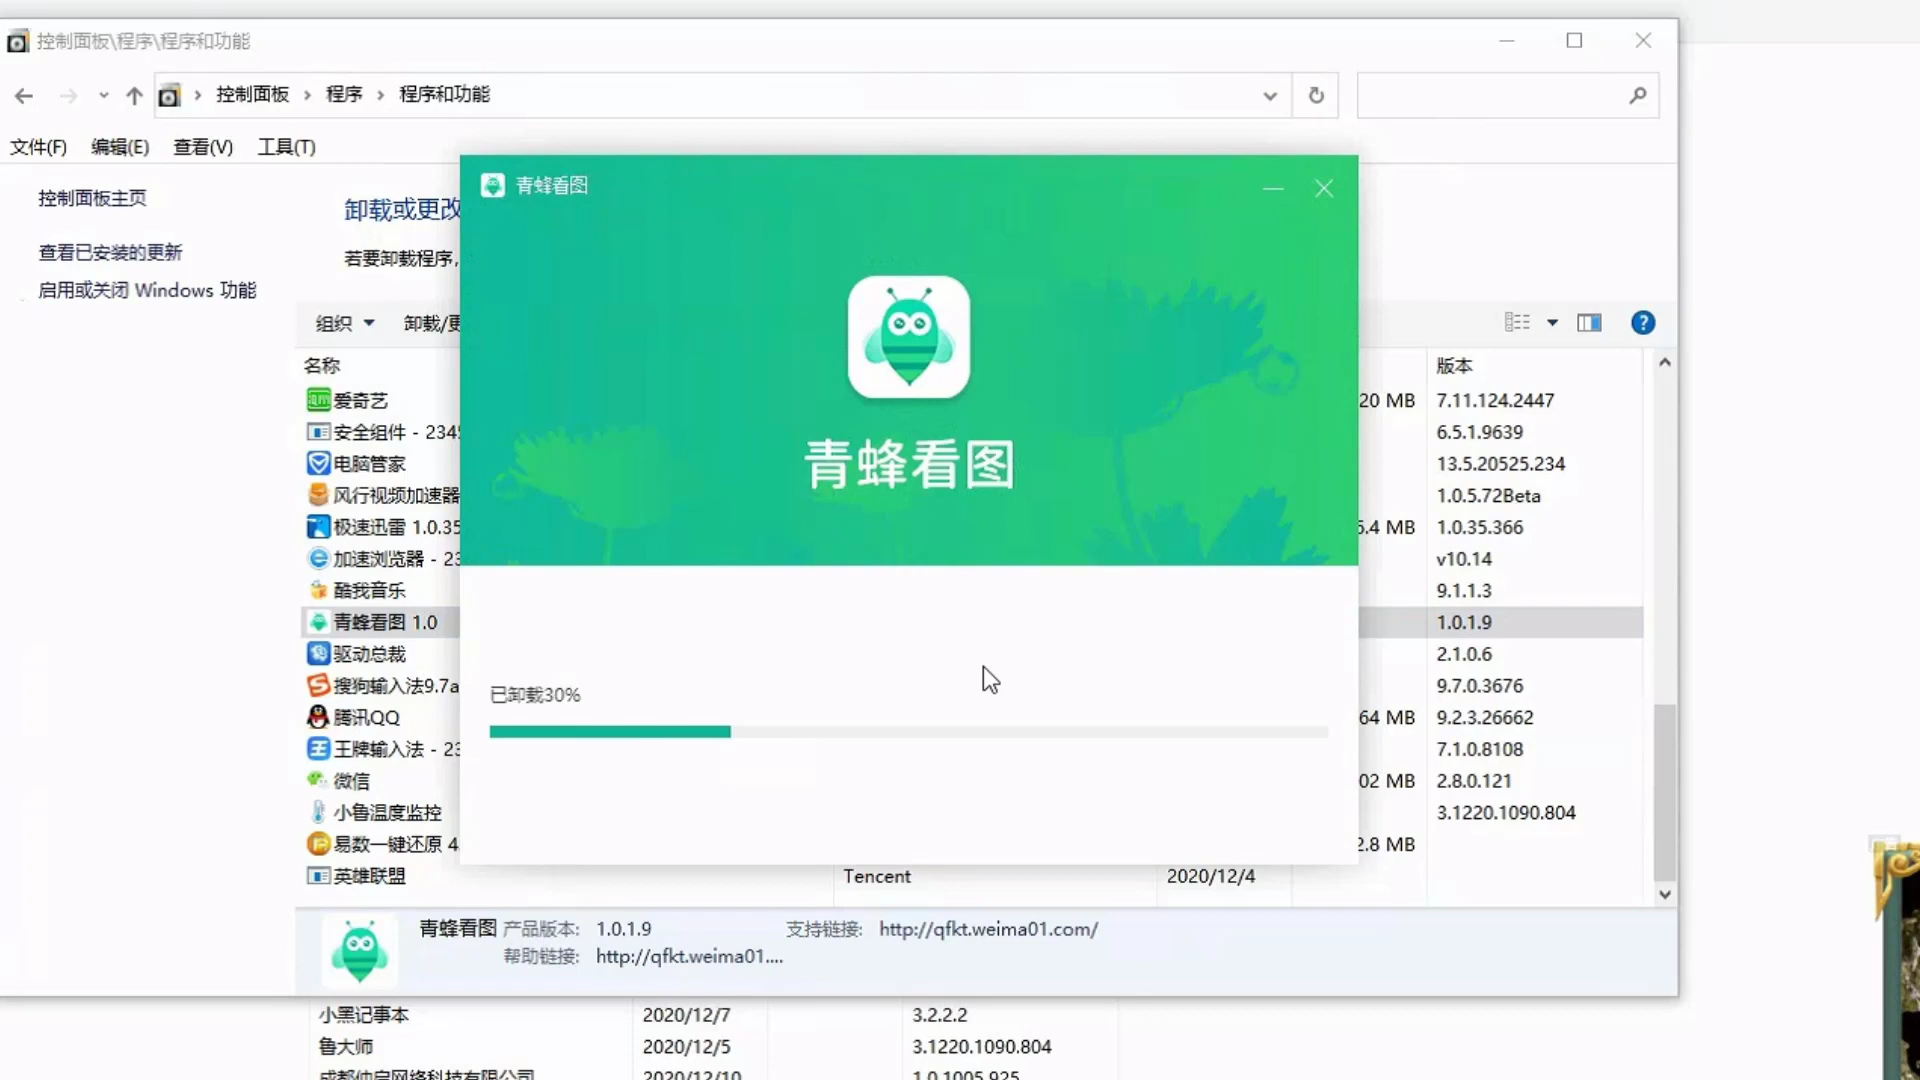 控制面板\程序\程序和功能
控制面板 › 程序 › 程序和功能
文件(F) 编辑(E) 查看(V) 工具(T)
控制面板主页
查看已安装的更新
启用或关闭 Windows 功能
卸载或更改
若要卸载程序,
组织 卸载/更
名称 版本
爱奇艺 20 MB 7.11.124.2447
安全组件 - 234 6.5.1.9639
电脑管家 13.5.20525.234
风行视频加速器 1.0.5.72Beta
极速迅雷 1.0.35 5.4 MB 1.0.35.366
加速浏览器 - 23 v10.14
酷我音乐 9.1.1.3
青蜂看图 1.0 1.0.1.9
驱动总裁 2.1.0.6
搜狗输入法9.7a 9.7.0.3676
腾讯QQ 64 MB 9.2.3.26662
王牌输入法 - 23 7.1.0.8108
微信 02 MB 2.8.0.121
小鲁温度监控 3.1220.1090.804
易数一键还原 4 2.8 MB
英雄联盟 Tencent 2020/12/4
青蜂看图
青蜂看图
已卸载30%
青蜂看图 产品版本: 1.0.1.9 支持链接: http://qfkt.weima01.com/
帮助链接: http://qfkt.weima01....
小黑记事本 2020/12/7 3.2.2.2
鲁大师 2020/12/5 3.1220.1090.804
2020/12/10 1.0.1005.925